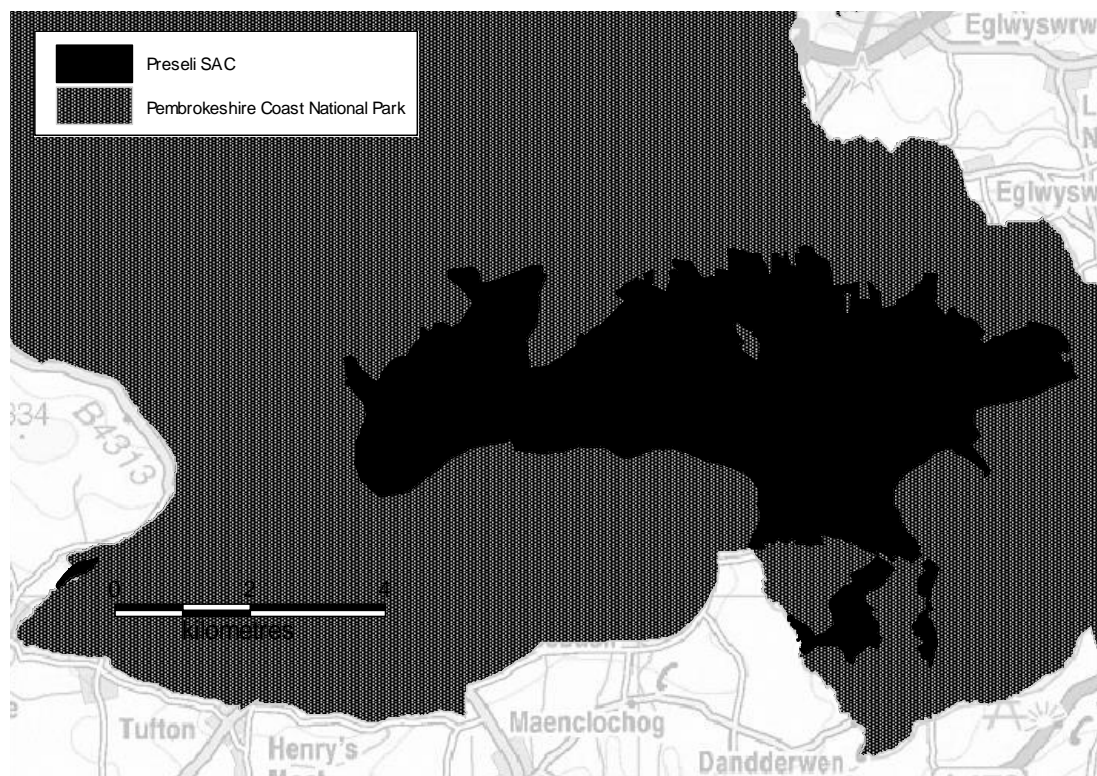 Eglwyswrw
Preseli SAC
Pembrokeshire Coast National Park
L
N
Eglwysw
334
B4313
0 2 4
kilometres
Tufton
Maenclochog
Henry's
Dandderwen